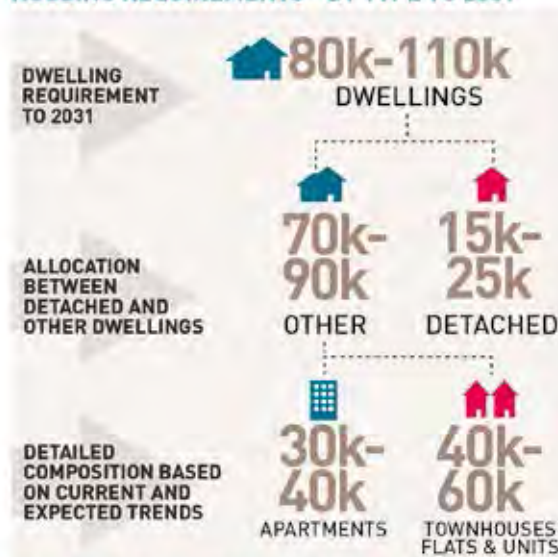 DWELLING
REQUIREMENT
TO 2031
80k-110k
DWELLINGS
ALLOCATION
BETWEEN
DETACHED AND
OTHER DWELLINGS
70k-
90k
OTHER
15k-
25k
DETACHED
DETAILED
COMPOSITION BASED
ON CURRENT AND
EXPECTED TRENDS
30k-
40k
APARTMENTS
40k-
60k
TOWNHOUSES
FLATS & UNITS